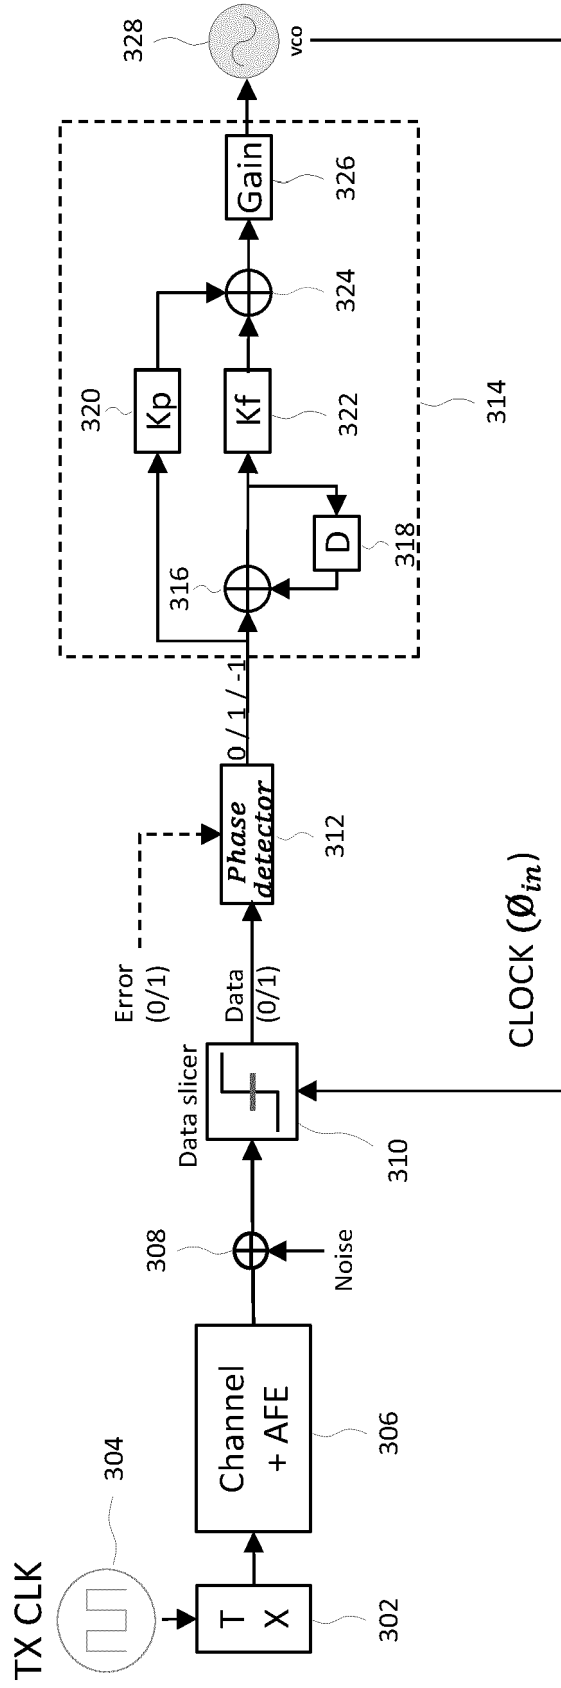 TX CLK
304
T
X
302
Channel
+ AFE
306
308
Noise
Data slicer
310
Error
(0/1)
Data
(0/1)
Phase
detector
312
0 / 1 / -1
316
D
318
Kp
320
Kf
322
324
Gain
326
314
328
vco
CLOCK (Ø_in)